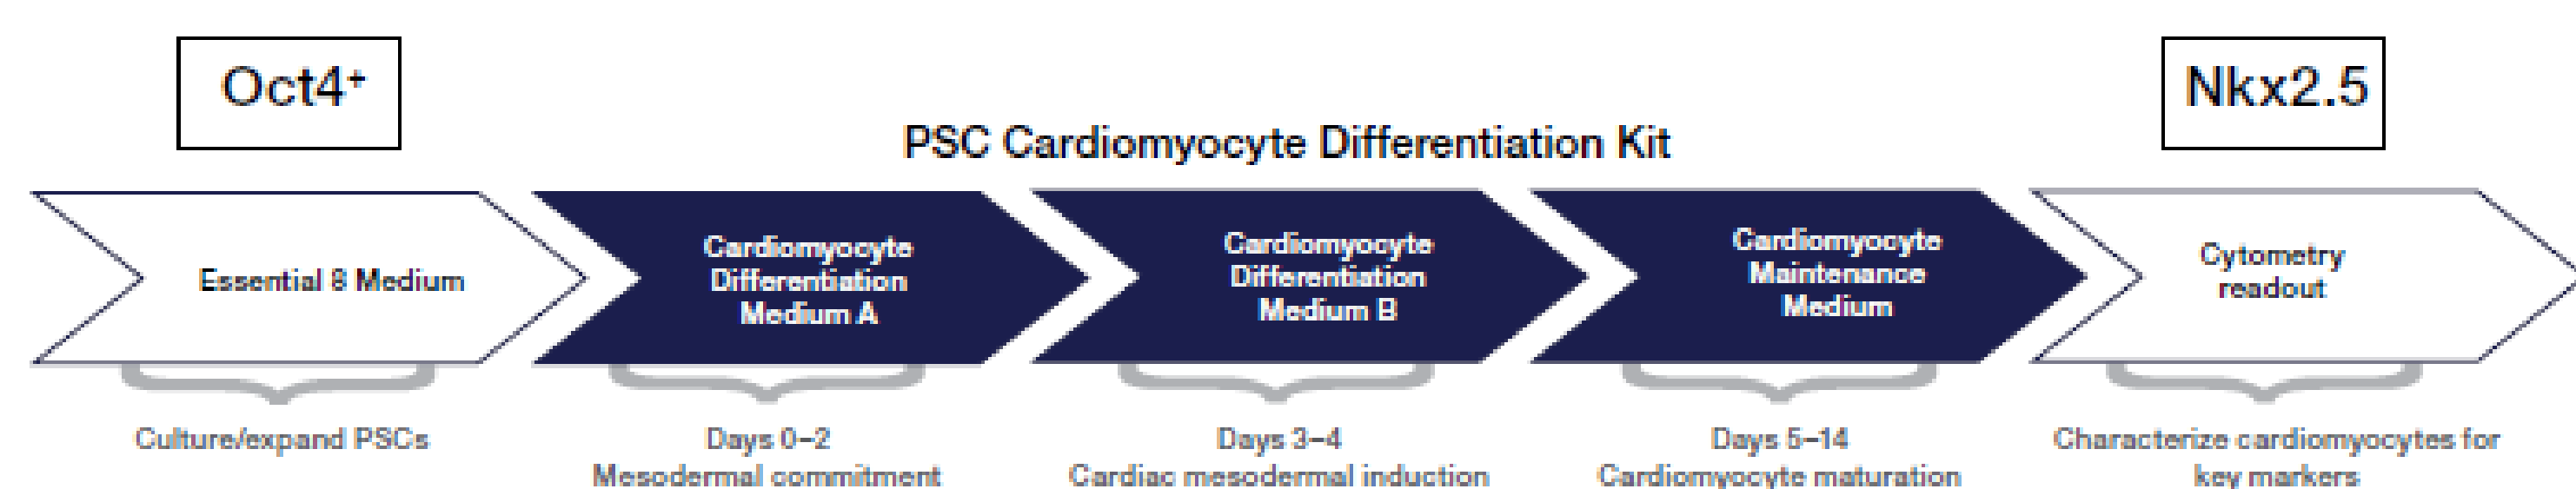 Oct4⁺
Nkx2.5
PSC Cardiomyocyte Differentiation Kit
Essential 8 Medium
Cardiomyocyte
Differentiation
Medium A
Cardiomyocyte
Differentiation
Medium B
Cardiomyocyte
Maintenance
Medium
Cytometry
readout
Culture/expand PSCs
Days 0–2
Mesodermal commitment
Days 3–4
Cardiac mesodermal induction
Days 5–14
Cardiomyocyte maturation
Characterize cardiomyocytes for
key markers